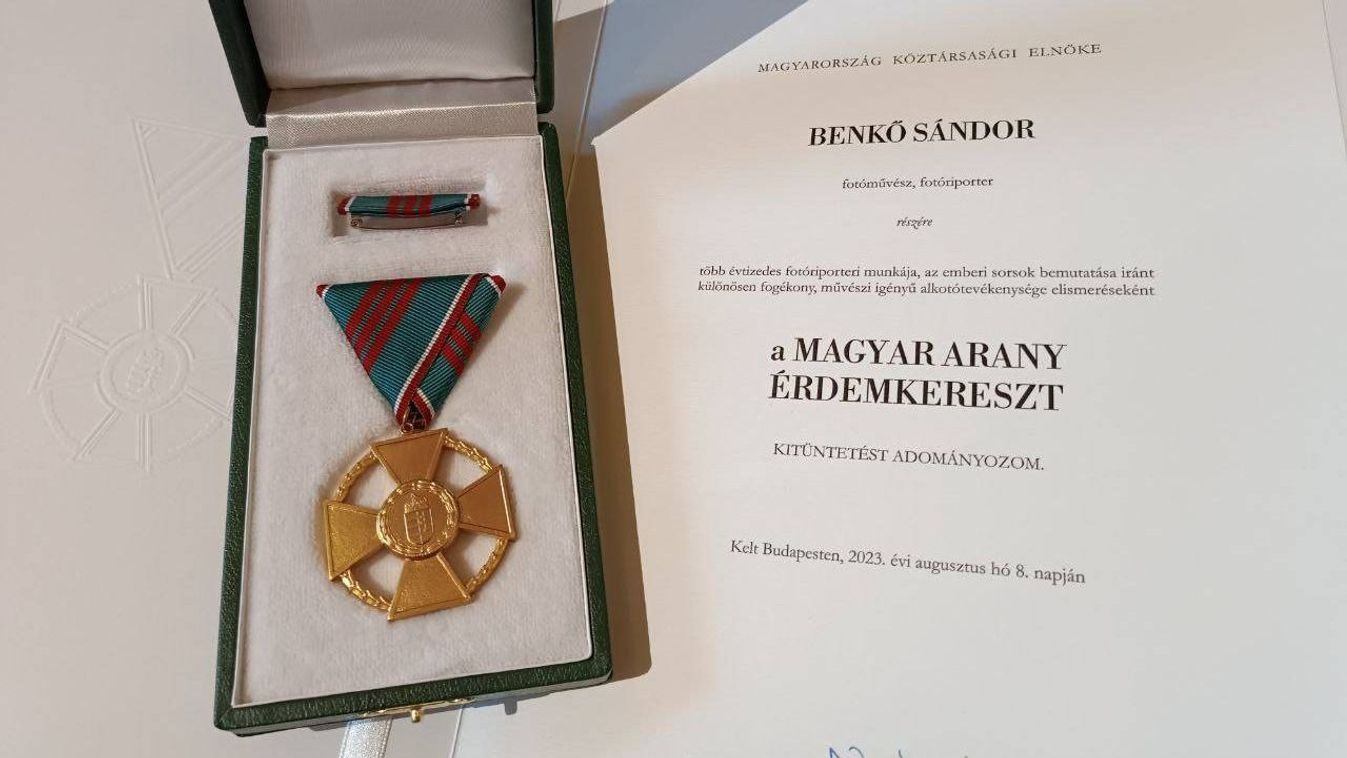 MAGYARORSZÁG KÖZTÁRSASÁGI ELNÖKE
BENKŐ SÁNDOR
fotóművész, fotóriporter
részére
több évtizedes fotóriporteri munkája, az emberi sorsok bemutatása iránt
különösen fogékony, művészi igényű alkotótevékenysége elismeréseként
a MAGYAR ARANY
ÉRDEMKERESZT
KITÜNTETÉST ADOMÁNYOZOM.
Kelt Budapesten, 2023. évi augusztus hó 8. napján